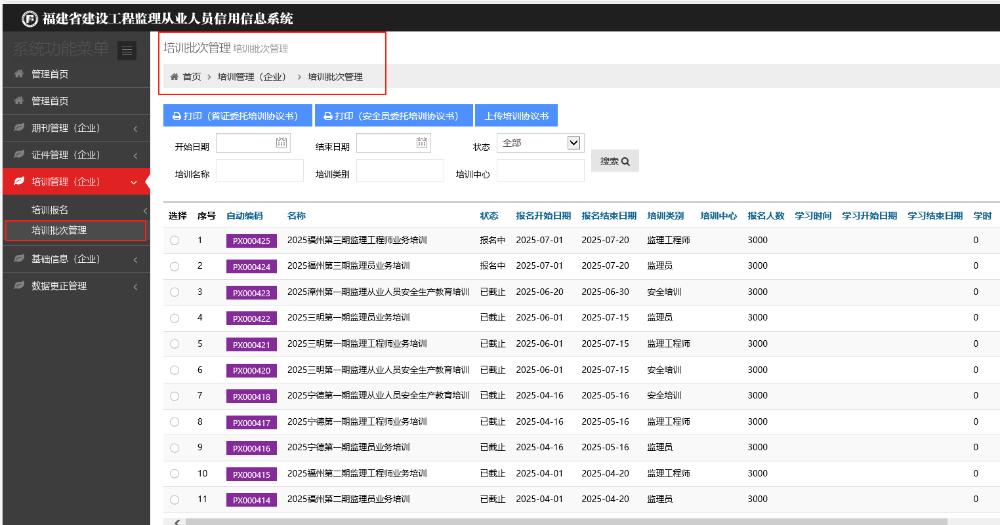 福建省建设工程监理从业人员信用信息系统
系统功能菜单
管理首页
管理首页
期刊管理（企业）
证件管理（企业）
培训管理（企业）
培训报名
培训批次管理
基础信息（企业）
数据更正管理
培训批次管理 培训批次管理
首页 > 培训管理（企业） > 培训批次管理
打印（省证委托培训协议书） 打印（安全员委托培训协议书） 上传培训协议书
开始日期 结束日期 状态 全部
搜索
培训名称 培训类别 培训中心
选择 序号 自动编码 名称 状态 报名开始日期 报名结束日期 培训类别 培训中心 报名人数 学习时间 学习开始日期 学习结束日期 学时
1 PX000425 2025福州第三期监理工程师业务培训 报名中 2025-07-01 2025-07-20 监理工程师 3000 0
2 PX000424 2025福州第三期监理员业务培训 报名中 2025-07-01 2025-07-20 监理员 3000 0
3 PX000423 2025漳州第一期监理从业人员安全生产教育培训 已截止 2025-06-20 2025-06-30 安全培训 3000 0
4 PX000422 2025三明第一期监理员业务培训 已截止 2025-06-01 2025-07-15 监理员 3000 0
5 PX000421 2025三明第一期监理工程师业务培训 已截止 2025-06-01 2025-07-15 监理工程师 3000 0
6 PX000420 2025三明第一期监理从业人员安全生产教育培训 已截止 2025-06-01 2025-07-15 安全培训 3000 0
7 PX000418 2025宁德第一期监理从业人员安全生产教育培训 已截止 2025-04-16 2025-05-16 安全培训 3000 0
8 PX000417 2025宁德第一期监理工程师业务培训 已截止 2025-04-16 2025-05-16 监理工程师 3000 0
9 PX000416 2025宁德第一期监理员业务培训 已截止 2025-04-16 2025-05-16 监理员 3000 0
10 PX000415 2025福州第二期监理工程师业务培训 已截止 2025-04-01 2025-04-20 监理工程师 3000 0
11 PX000414 2025福州第二期监理员业务培训 已截止 2025-04-01 2025-04-20 监理员 3000 0